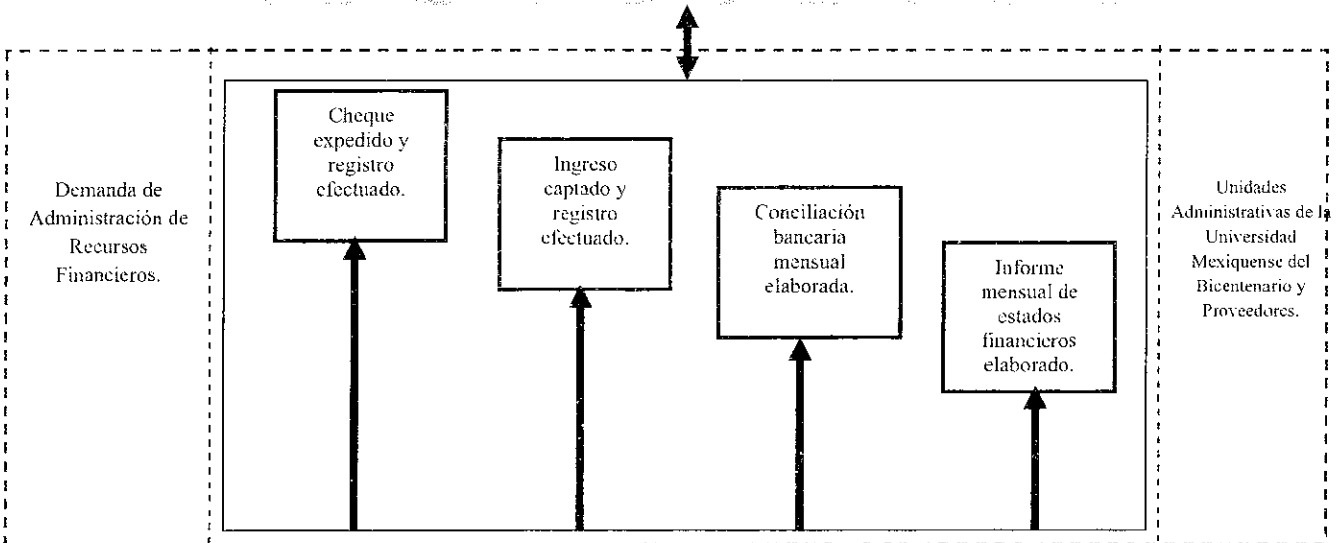 Demanda de
Administración de
Recursos
Financieros.
Cheque
expedido y
registro
efectuado.
Ingreso
captado y
registro
efectuado.
Conciliación
bancaria
mensual
elaborada.
Informe
mensual de
estados
financieros
elaborado.
Unidades
Administrativas de la
Universidad
Mexiquense del
Bicentenario y
Proveedores.